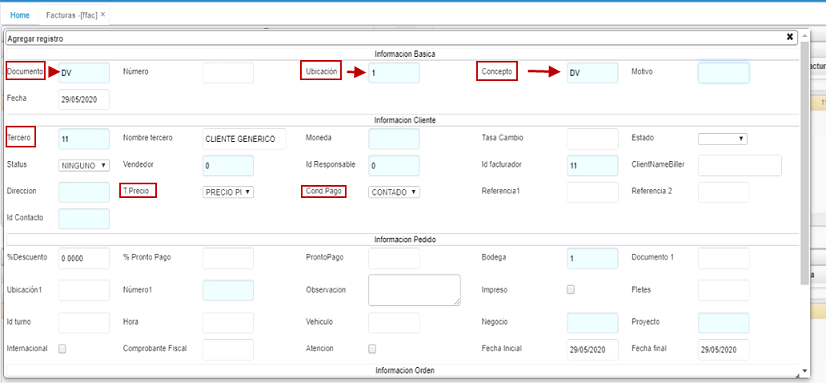 Home Facturas -[ffac] ×
Agregar registro ✖
Informacion Basica
Documento DV Número Ubicación 1 Concepto DV Motivo
Fecha 29/05/2020
Informacion Cliente
Tercero 11 Nombre tercero CLIENTE GENERICO Moneda Tasa Cambio Estado
Status NINGUNO Vendedor 0 Id Responsable 0 Id facturador 11 ClientNameBiller
Direccion T.Precio PRECIO PI Cond Pago CONTADO Referencia1 Referencia 2
Id Contacto
Informacion Pedido
%Descuento 0.0000 % Pronto Pago ProntoPago Bodega 1 Documento 1
Ubicación1 Número1 Observacion Impreso Fletes
Id turno Hora Vehiculo Negocio Proyecto
Internacional Comprobante Fiscal Atencion Fecha Inicial 29/05/2020 Fecha final 29/05/2020
Informacion Orden